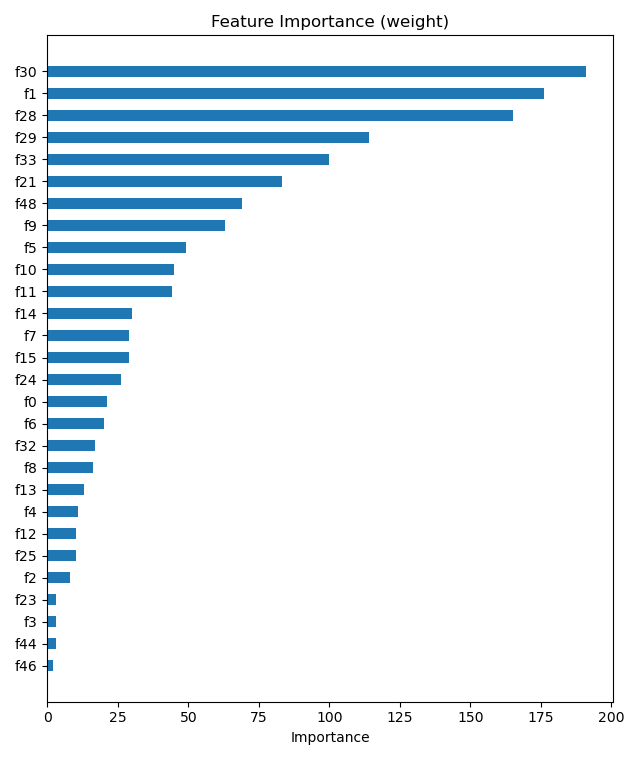 Feature Importance (weight)
f30
f1
f28
f29
f33
f21
f48
f9
f5
f10
f11
f14
f7
f15
f24
f0
f6
f32
f8
f13
f4
f12
f25
f2
f23
f3
f44
f46
0 25 50 75 100 125 150 175 200
Importance